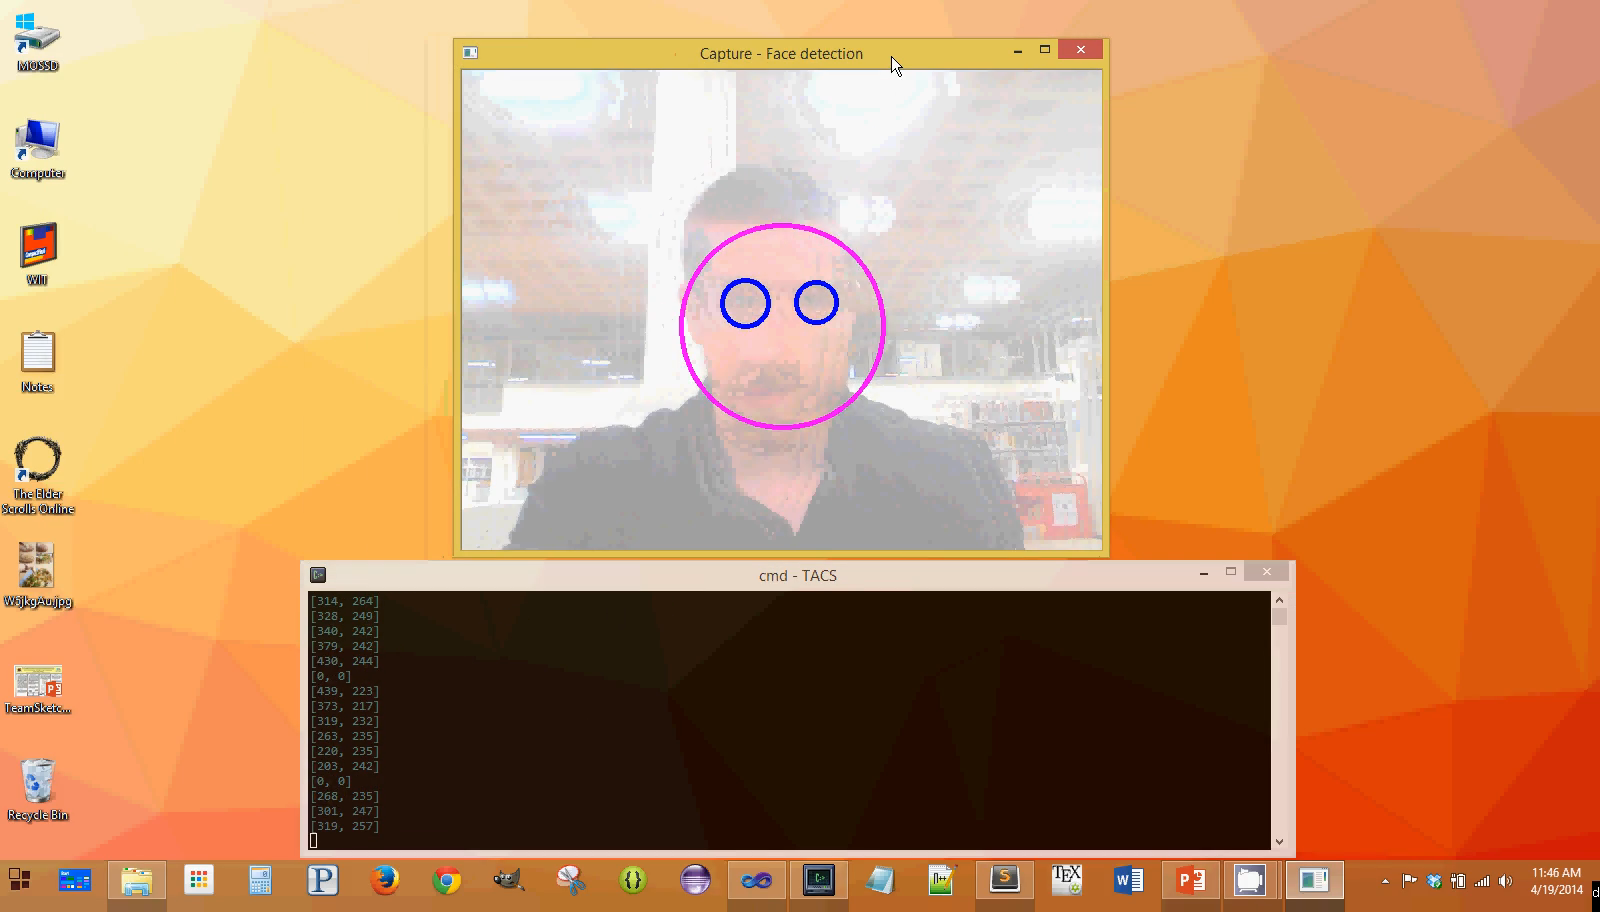 MOSSD
Computer
WIT
Notes
The Elder
Scrolls Online
W5jkgAu.jpg
TeamSketc...
Recycle Bin
Capture - Face detection
cmd - TACS
[314, 264]
[328, 249]
[340, 242]
[379, 242]
[430, 244]
[0, 0]
[439, 223]
[373, 217]
[319, 232]
[263, 235]
[220, 235]
[203, 242]
[0, 0]
[268, 235]
[301, 247]
[319, 257]
P
{}
n++
S
TEX
W
P
11:46 AM
4/19/2014
d